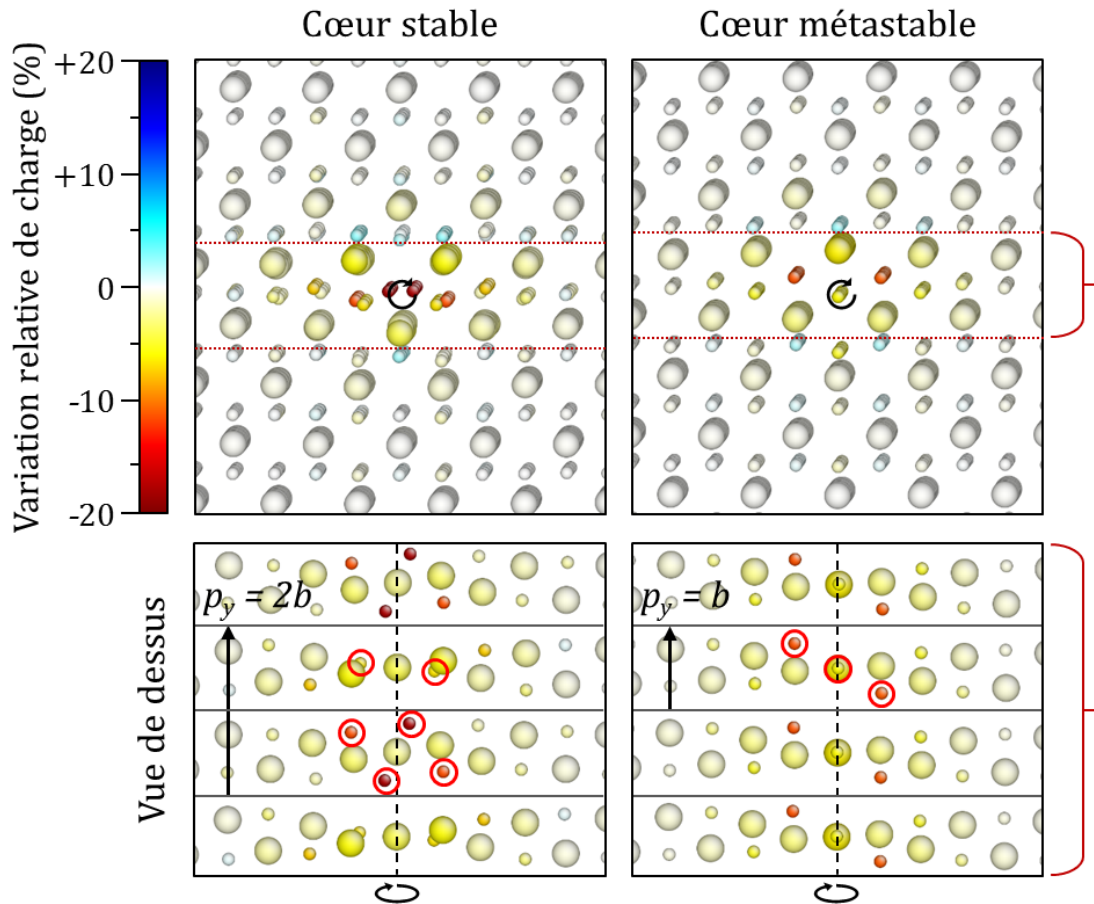 Cœur stable
Cœur métastable
Variation relative de charge (%)
+20
+10
0
-10
-20
Vue de dessus
p_y = 2b
p_y = b